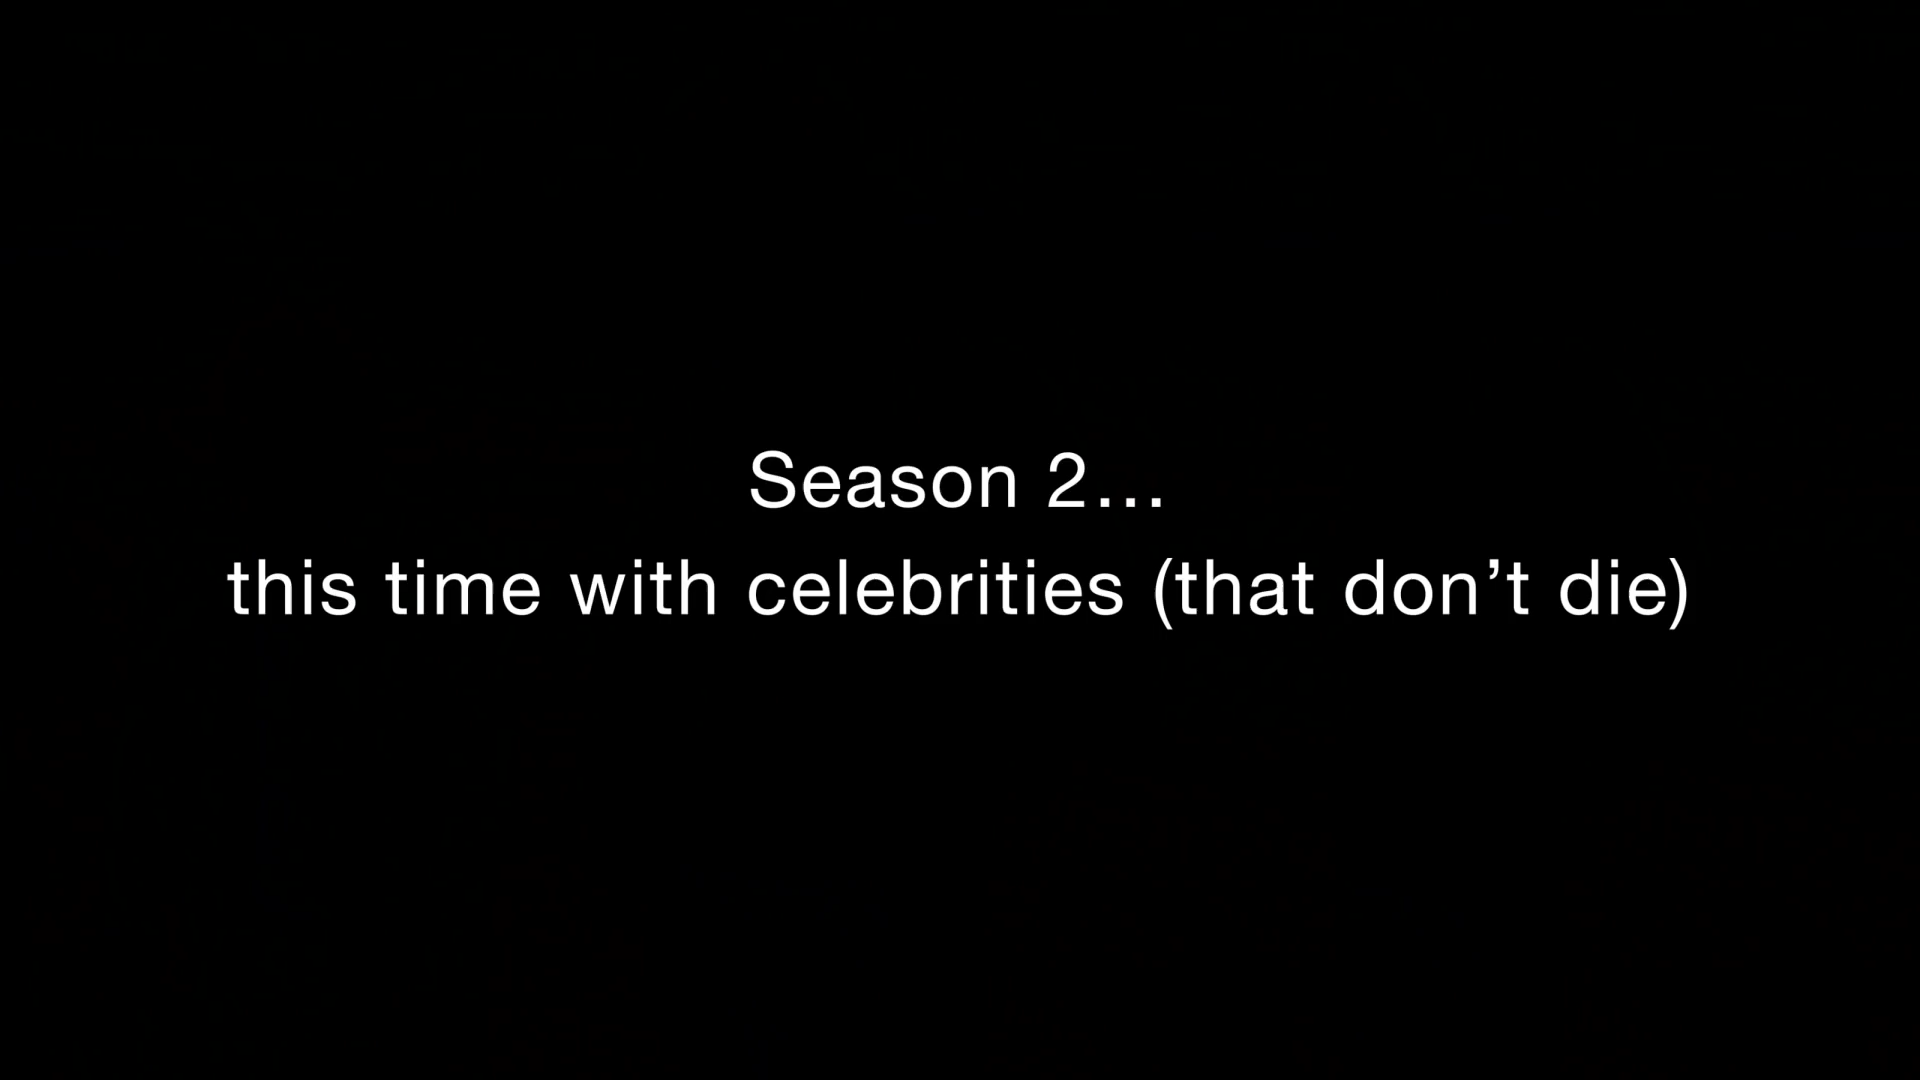 Season 2...
this time with celebrities (that don’t die)